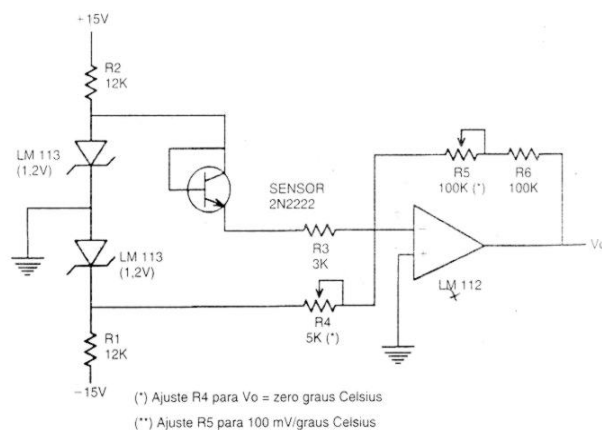 +15V
R2
12K
LM 113
(1,2V)
SENSOR
2N2222
R5
100K (*)
R6
100K
R3
3K
−
+
Vo
LM 112
LM 113
(1,2V)
R4
5K (*)
R1
12K
−15V
(*) Ajuste R4 para Vo = zero graus Celsius
(**) Ajuste R5 para 100 mV/graus Celsius